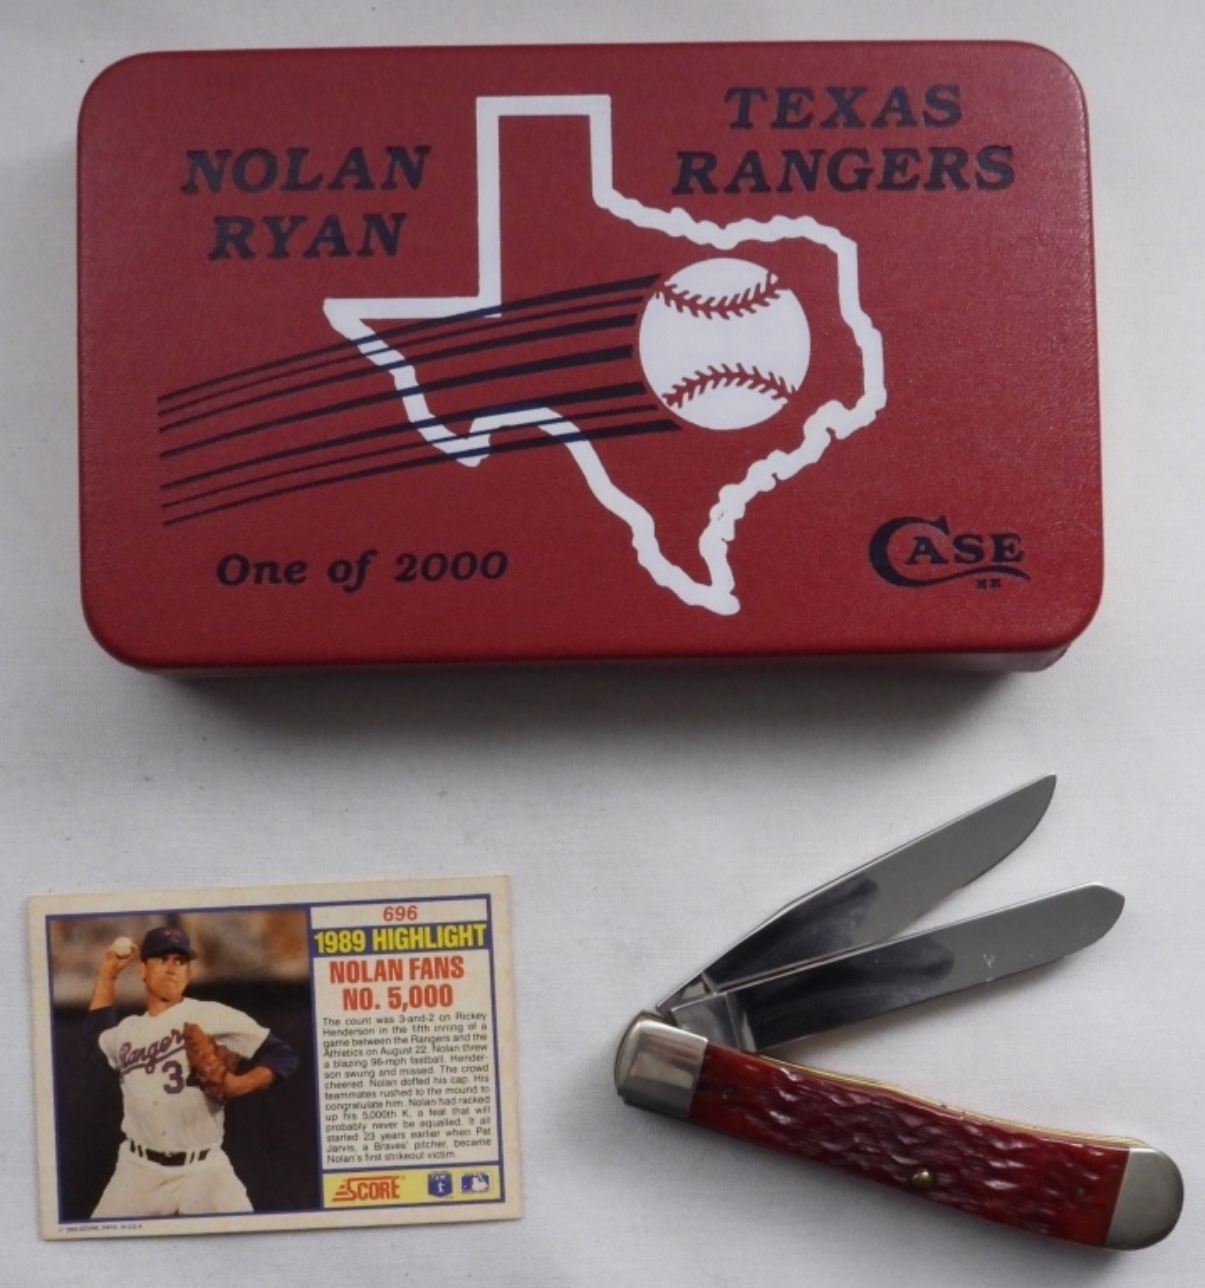 NOLAN
RYAN
TEXAS
RANGERS
One of 2000
CASE
XX
696
1989 HIGHLIGHT
NOLAN FANS
NO. 5,000
The count was 3-and-2 on Rickey
Henderson in the fifth inning of a
game between the Rangers and the
Athletics on August 22. Nolan threw
a blazing 96-mph fastball. Hender-
son swung and missed. The crowd
cheered. Nolan doffed his cap. His
teammates rushed to the mound to
congratulate him. Nolan had racked
up his 5,000th K, a feat that will
probably never be equalled. It all
started 23 years earlier when Pat
Jarvis, a Braves' pitcher, became
Nolan's first strikeout victim.
Rangers
3
SCORE